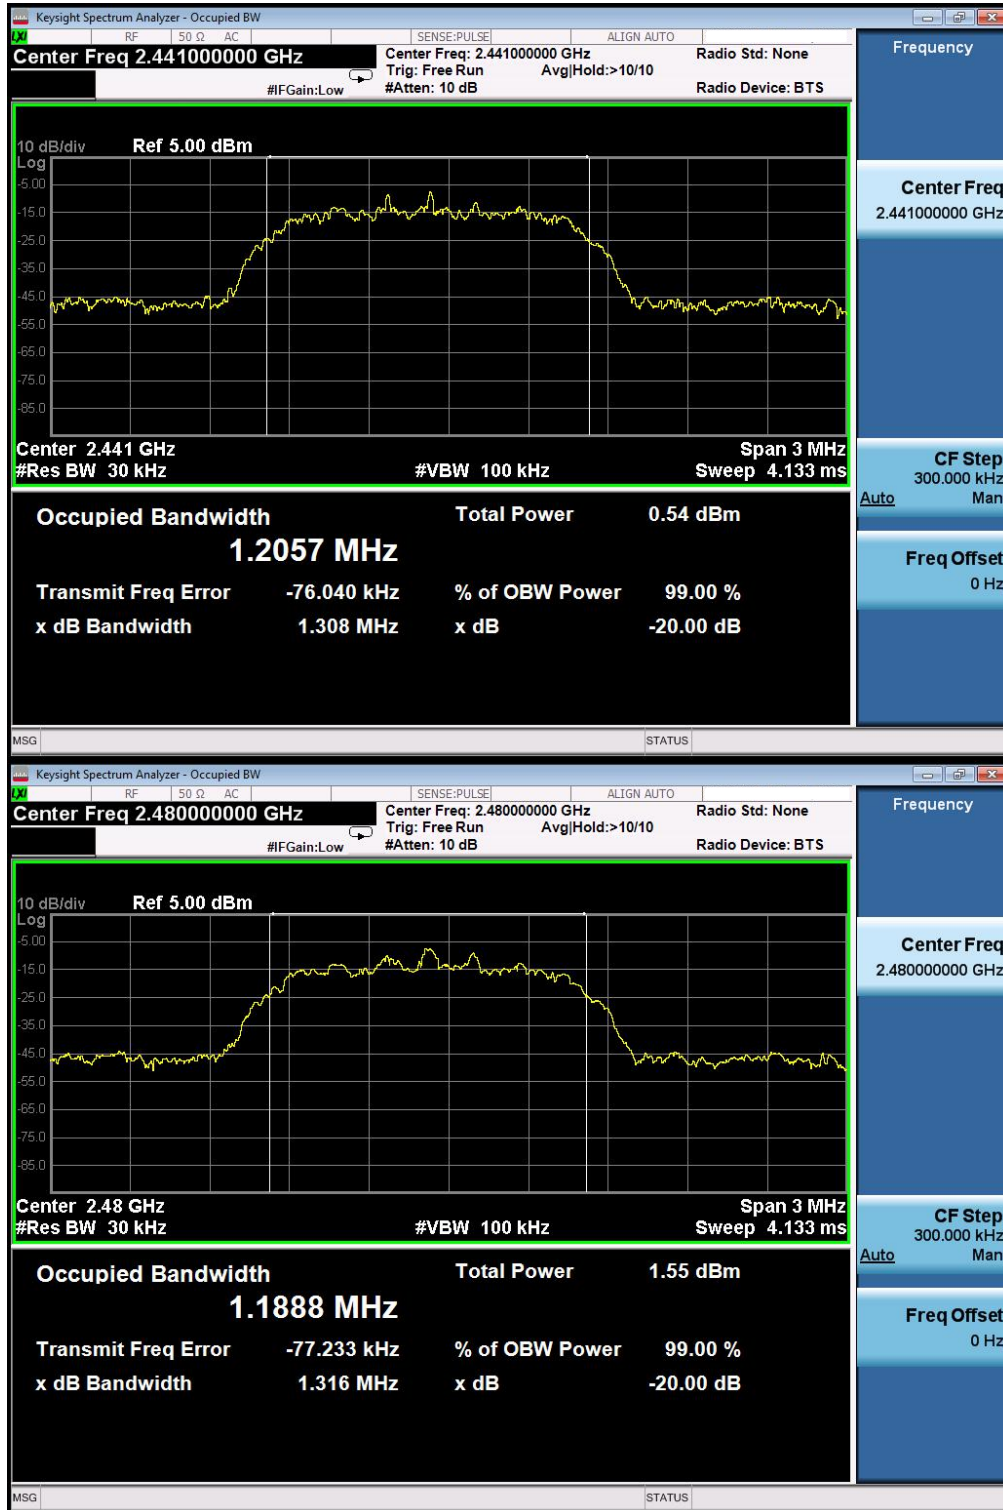 Keysight Spectrum Analyzer - Occupied BW
LXI RF 50 Ω AC SENSE:PULSE ALIGN AUTO
Center Freq 2.441000000 GHz
Center Freq: 2.441000000 GHz Radio Std: None
Trig: Free Run Avg|Hold:>10/10
#IFGain:Low #Atten: 10 dB Radio Device: BTS
Frequency
10 dB/div Ref 5.00 dBm
Log
-5.00
-15.0
-25.0
-35.0
-45.0
-55.0
-65.0
-75.0
-85.0
Center 2.441 GHz Span 3 MHz
#Res BW 30 kHz #VBW 100 kHz Sweep 4.133 ms
Center Freq
2.441000000 GHz
CF Step
300.000 kHz
Auto Man
Freq Offset
0 Hz
Occupied Bandwidth Total Power 0.54 dBm
1.2057 MHz
Transmit Freq Error -76.040 kHz % of OBW Power 99.00 %
x dB Bandwidth 1.308 MHz x dB -20.00 dB
MSG STATUS
Keysight Spectrum Analyzer - Occupied BW
LXI RF 50 Ω AC SENSE:PULSE ALIGN AUTO
Center Freq 2.480000000 GHz
Center Freq: 2.480000000 GHz Radio Std: None
Trig: Free Run Avg|Hold:>10/10
#IFGain:Low #Atten: 10 dB Radio Device: BTS
Frequency
10 dB/div Ref 5.00 dBm
Log
-5.00
-15.0
-25.0
-35.0
-45.0
-55.0
-65.0
-75.0
-85.0
Center 2.48 GHz Span 3 MHz
#Res BW 30 kHz #VBW 100 kHz Sweep 4.133 ms
Center Freq
2.480000000 GHz
CF Step
300.000 kHz
Auto Man
Freq Offset
0 Hz
Occupied Bandwidth Total Power 1.55 dBm
1.1888 MHz
Transmit Freq Error -77.233 kHz % of OBW Power 99.00 %
x dB Bandwidth 1.316 MHz x dB -20.00 dB
MSG STATUS